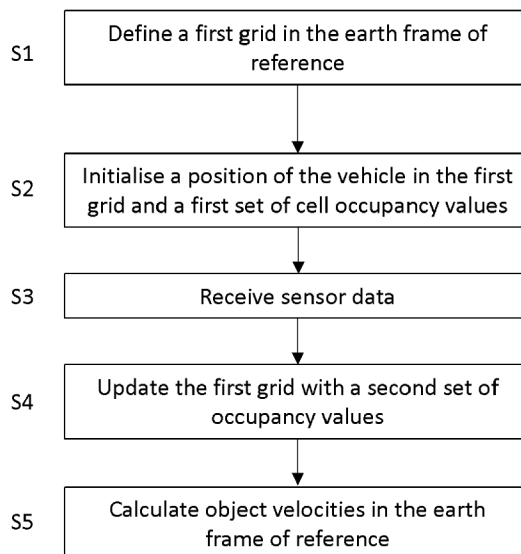 S1
Define a first grid in the earth frame of
reference
S2
Initialise a position of the vehicle in the first
grid and a first set of cell occupancy values
S3
Receive sensor data
S4
Update the first grid with a second set of
occupancy values
S5
Calculate object velocities in the earth
frame of reference